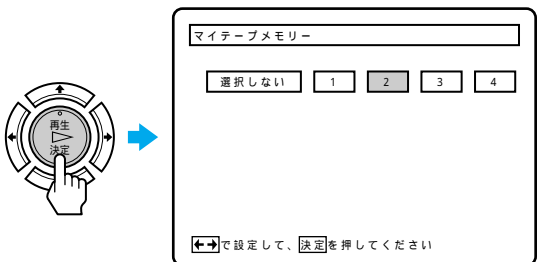 マイテープメモリー
選択しない 1 2 3 4
再生
決定
←→で設定して、決定を押してください